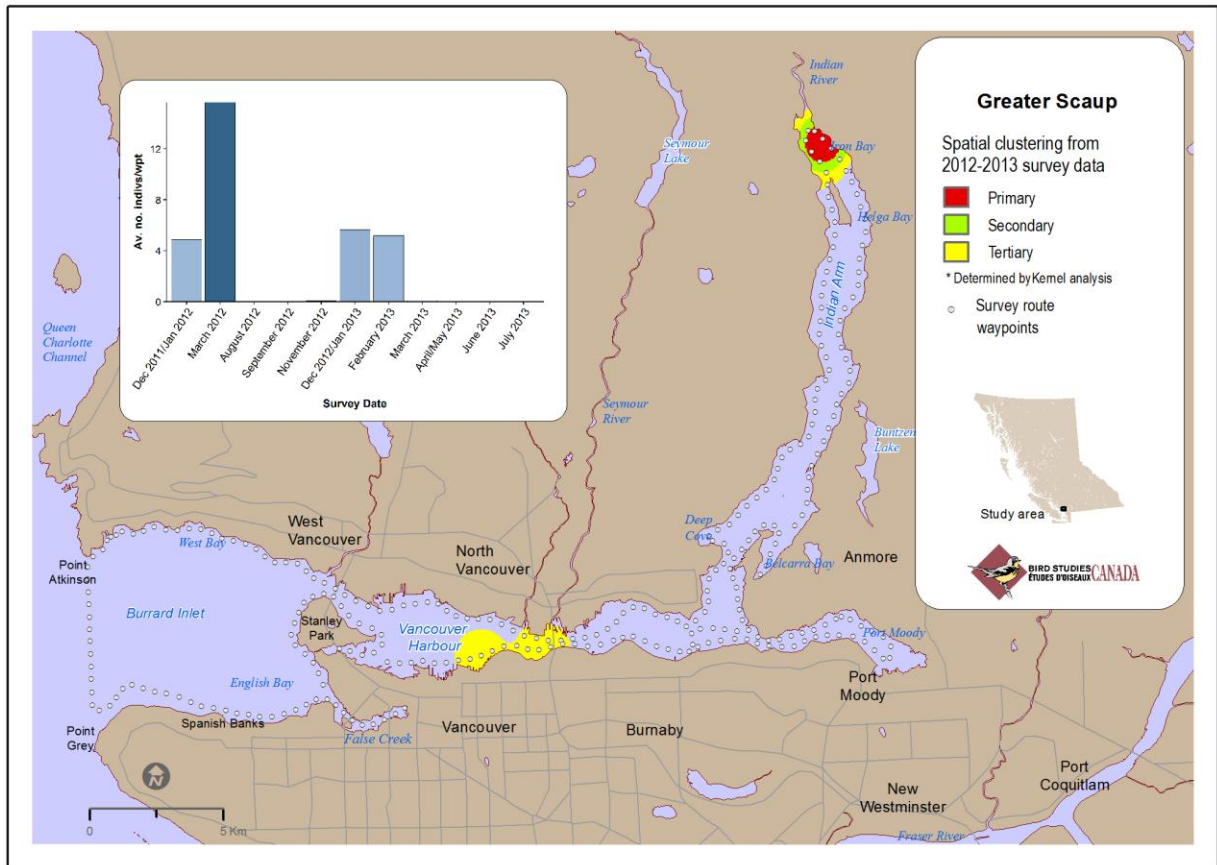 Indian
River
Iron Bay
Helga Bay
Indian Arm
Seymour
Lake
Seymour
River
Buntzen
Lake
Queen
Charlotte
Channel
Av. no. indivs/wpt
12
8
4
0
Dec 2011/Jan 2012
March 2012
August 2012
September 2012
November 2012
Dec 2012/Jan 2013
February 2013
March 2013
April/May 2013
June 2013
July 2013
Survey Date
Greater Scaup
Spatial clustering from
2012-2013 survey data
Primary
Secondary
Tertiary
* Determined by Kernel analysis
Survey route
waypoints
Study area
BIRD STUDIES
ÉTUDES D'OISEAUX CANADA
Deep
Cove
Belcarra Bay
Anmore
West
Vancouver
West Bay
North
Vancouver
Point
Atkinson
Burrard Inlet
Stanley
Park
Vancouver
Harbour
Port Moody
English Bay
Port
Moody
Spanish Banks
Vancouver
Burnaby
False Creek
Point
Grey
New
Westminster
Port
Coquitlam
Fraser River
N
0
5 Km